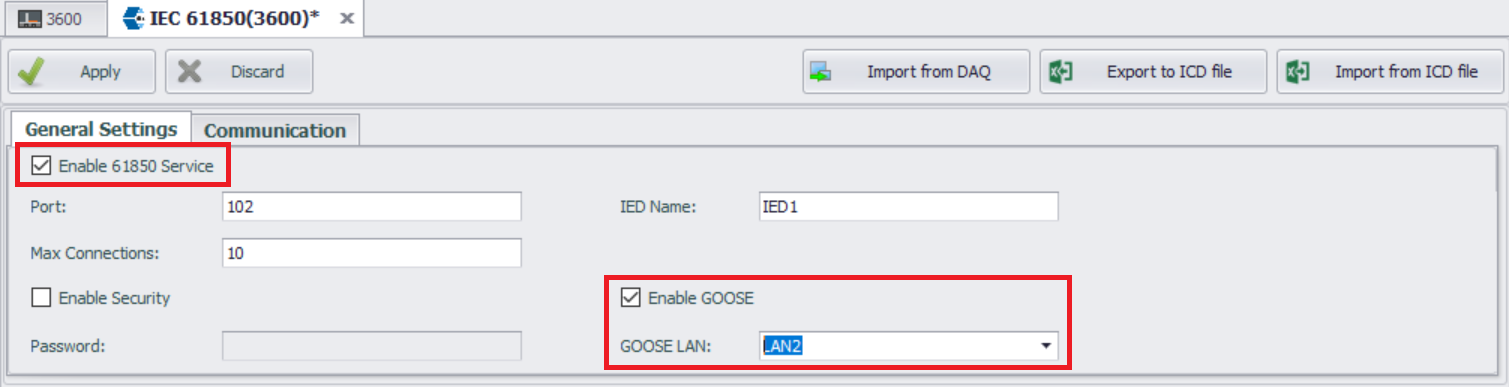 3600 IEC 61850(3600)*
Apply Discard Import from DAQ Export to ICD file Import from ICD file
General Settings Communication
Enable 61850 Service
Port: 102 IED Name: IED1
Max Connections: 10
Enable Security Enable GOOSE
Password: GOOSE LAN: LAN2